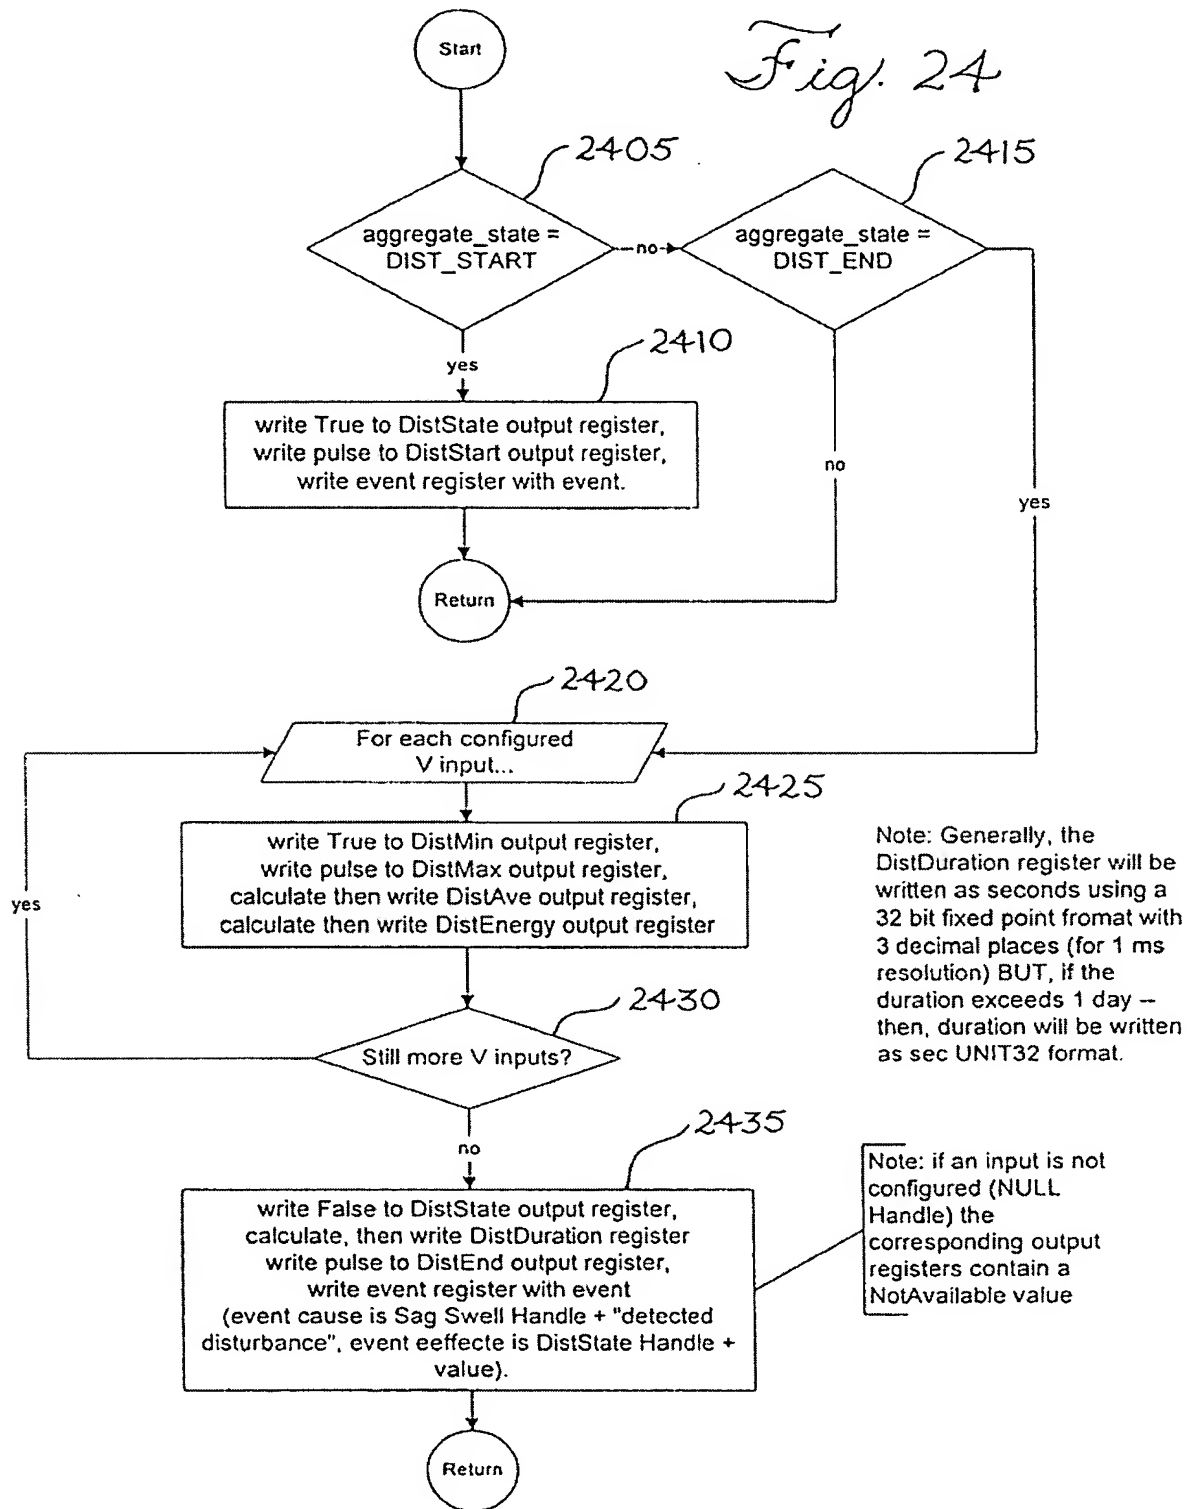 Start
Fig. 24
2405
2415
aggregate_state =
DIST_START
no
aggregate_state =
DIST_END
yes
2410
write True to DistState output register,
write pulse to DistStart output register,
write event register with event.
no
yes
Return
2420
For each configured
V input...
2425
write True to DistMin output register,
write pulse to DistMax output register,
calculate then write DistAve output register,
calculate then write DistEnergy output register
yes
Note: Generally, the
DistDuration register will be
written as seconds using a
32 bit fixed point fromat with
3 decimal places (for 1 ms
resolution) BUT, if the
duration exceeds 1 day –
then, duration will be written
as sec UNIT32 format.
2430
Still more V inputs?
no
2435
write False to DistState output register,
calculate, then write DistDuration register
write pulse to DistEnd output register,
write event register with event
(event cause is Sag Swell Handle + "detected
disturbance", event eeffecte is DistState Handle +
value).
Note: if an input is not
configured (NULL
Handle) the
corresponding output
registers contain a
NotAvailable value
Return